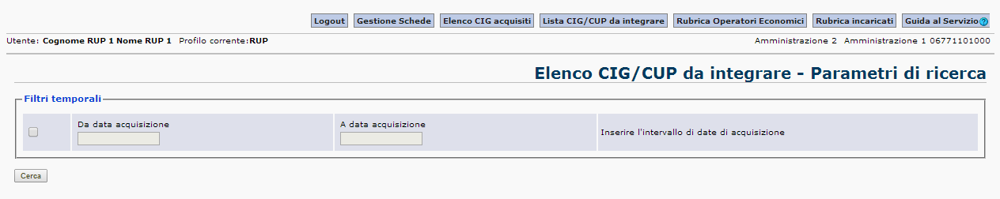 Logout Gestione Schede Elenco CIG acquisiti Lista CIG/CUP da integrare Rubrica Operatori Economici Rubrica incaricati Guida al Servizio?
Utente: Cognome RUP 1 Nome RUP 1 Profilo corrente:RUP Amministrazione 2 Amministrazione 1 06771101000
Elenco CIG/CUP da integrare - Parametri di ricerca
Filtri temporali
Da data acquisizione A data acquisizione
Inserire l'intervallo di date di acquisizione
Cerca